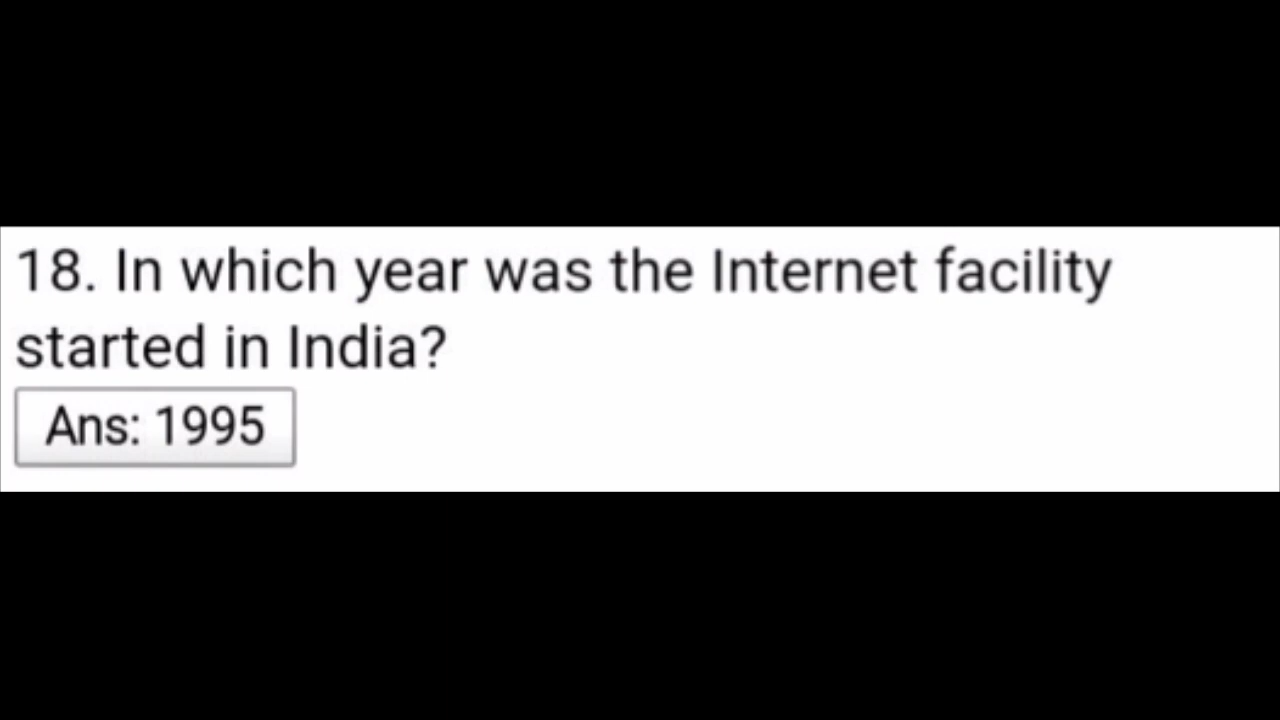 18. In which year was the Internet facility
started in India?
Ans: 1995